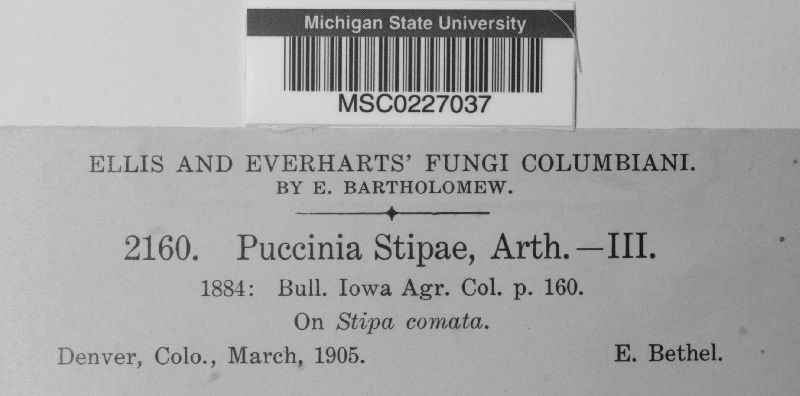 Michigan State University
MSC0227037
ELLIS AND EVERHARTS' FUNGI COLUMBIANI.
BY E. BARTHOLOMEW.
2160. Puccinia Stipae, Arth.—III.
1884: Bull. Iowa Agr. Col. p. 160.
On Stipa comata.
Denver, Colo., March, 1905. E. Bethel.